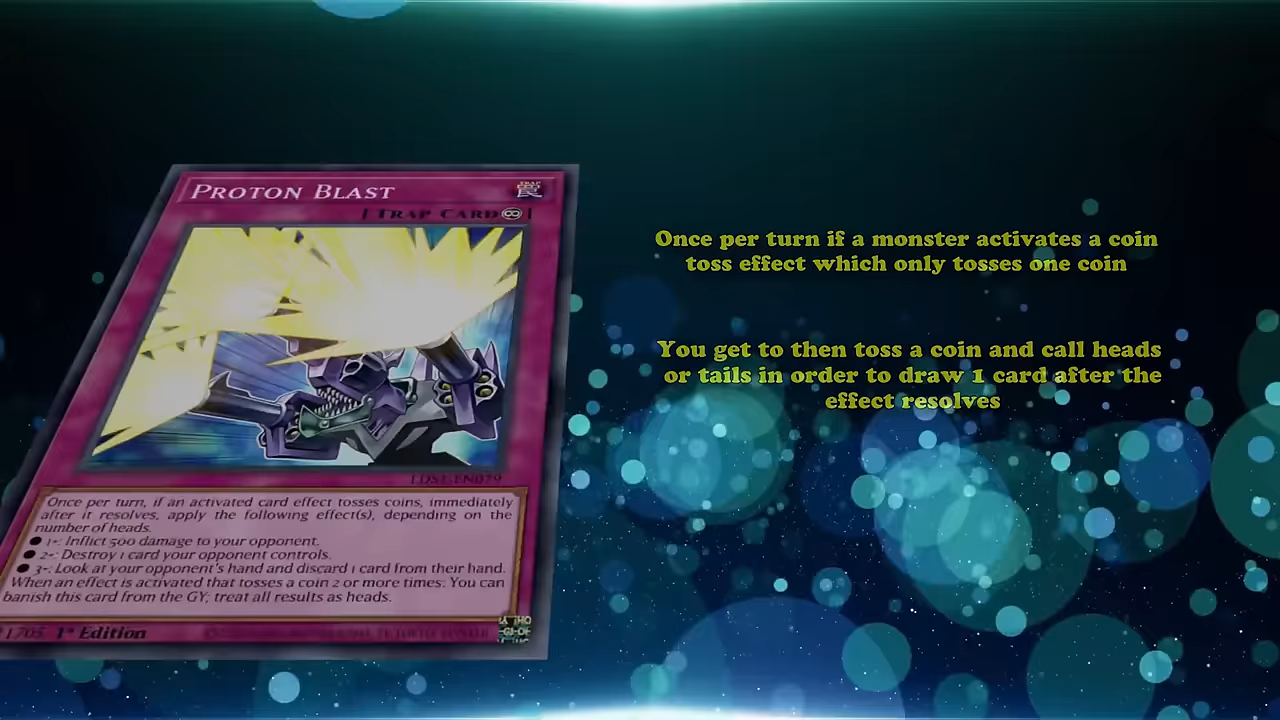 PROTON BLAST
TRAP
罠
[TRAP CARD
]
LDS1-EN079
Once per turn, if an activated card effect tosses coins, immediately
after it resolves, apply the following effect(s), depending on the
number of heads.
● 1+: Inflict 500 damage to your opponent.
● 2+: Destroy 1 card your opponent controls.
● 3+: Look at your opponent's hand and discard 1 card from their hand.
When an effect is activated that tosses a coin 2 or more times: You can
banish this card from the GY; treat all results as heads.
1705 1st Edition
Once per turn if a monster activates a coin
toss effect which only tosses one coin
You get to then toss a coin and call heads
or tails in order to draw 1 card after the
effect resolves